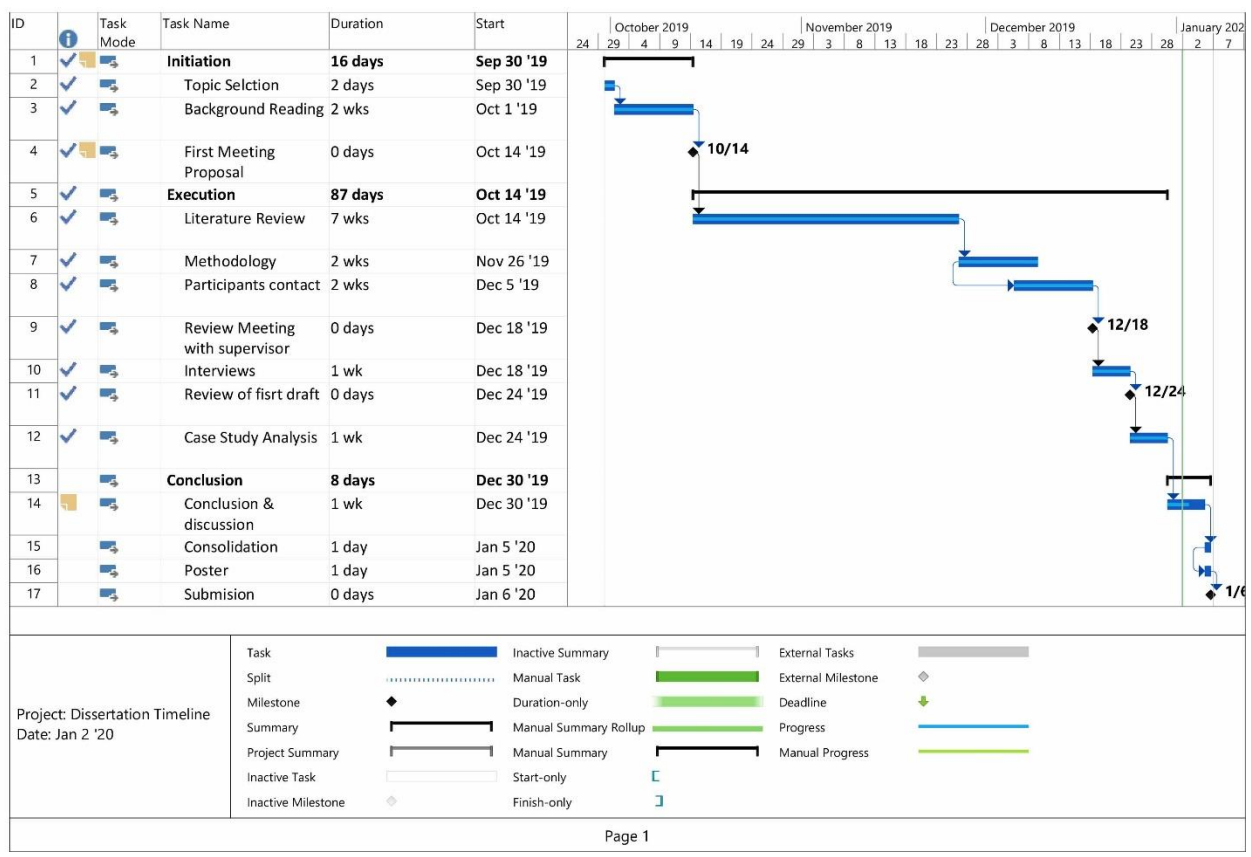 ID Task Mode Task Name Duration Start
October 2019 November 2019 December 2019 January 202
24 29 4 9 14 19 24 29 3 8 13 18 23 28 3 8 13 18 23 28 2 7
1 Initiation 16 days Sep 30 '19
2 Topic Selction 2 days Sep 30 '19
3 Background Reading 2 wks Oct 1 '19
4 First Meeting Proposal 0 days Oct 14 '19 10/14
5 Execution 87 days Oct 14 '19
6 Literature Review 7 wks Oct 14 '19
7 Methodology 2 wks Nov 26 '19
8 Participants contact 2 wks Dec 5 '19
9 Review Meeting with supervisor 0 days Dec 18 '19 12/18
10 Interviews 1 wk Dec 18 '19
11 Review of fisrt draft 0 days Dec 24 '19 12/24
12 Case Study Analysis 1 wk Dec 24 '19
13 Conclusion 8 days Dec 30 '19
14 Conclusion & discussion 1 wk Dec 30 '19
15 Consolidation 1 day Jan 5 '20
16 Poster 1 day Jan 5 '20
17 Submision 0 days Jan 6 '20 1/6
Project: Dissertation Timeline
Date: Jan 2 '20
Task
Split
Milestone
Summary
Project Summary
Inactive Task
Inactive Milestone
Inactive Summary
Manual Task
Duration-only
Manual Summary Rollup
Manual Summary
Start-only
Finish-only
External Tasks
External Milestone
Deadline
Progress
Manual Progress
Page 1